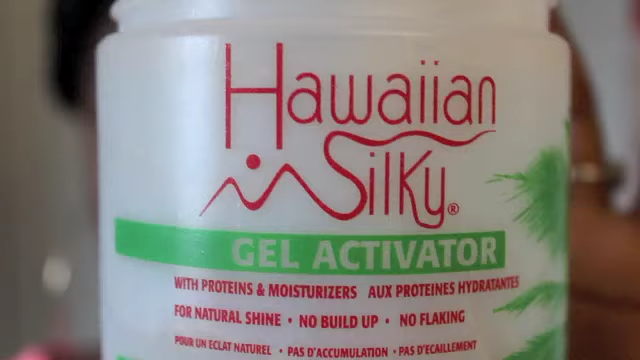 Hawaiian
Silky®
GEL ACTIVATOR
WITH PROTEINS & MOISTURIZERS AUX PROTEINES HYDRATANTES
FOR NATURAL SHINE • NO BUILD UP • NO FLAKING
POUR UN ECLAT NATUREL • PAS D'ACCUMULATION • PAS D'ECAILLEMENT